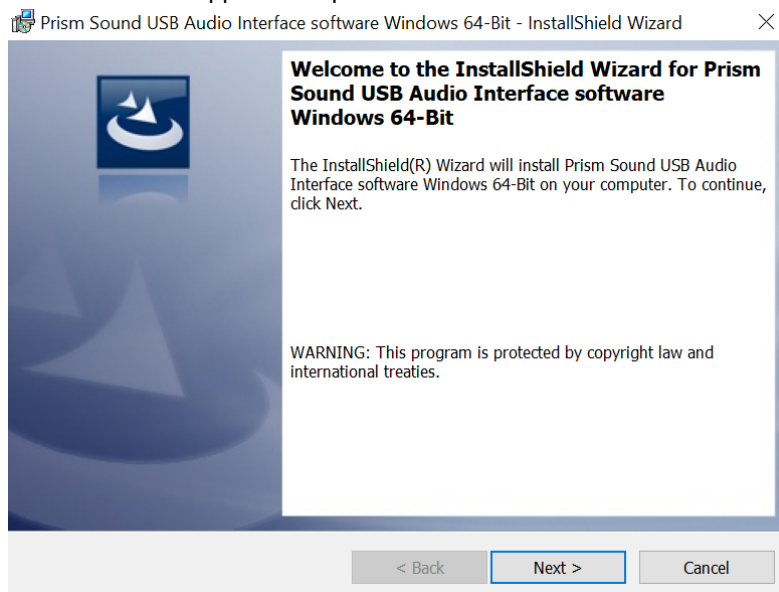 Prism Sound USB Audio Interface software Windows 64-Bit - InstallShield Wizard
Welcome to the InstallShield Wizard for Prism
Sound USB Audio Interface software
Windows 64-Bit
The InstallShield(R) Wizard will install Prism Sound USB Audio
Interface software Windows 64-Bit on your computer. To continue,
click Next.
WARNING: This program is protected by copyright law and
international treaties.
< Back Next > Cancel